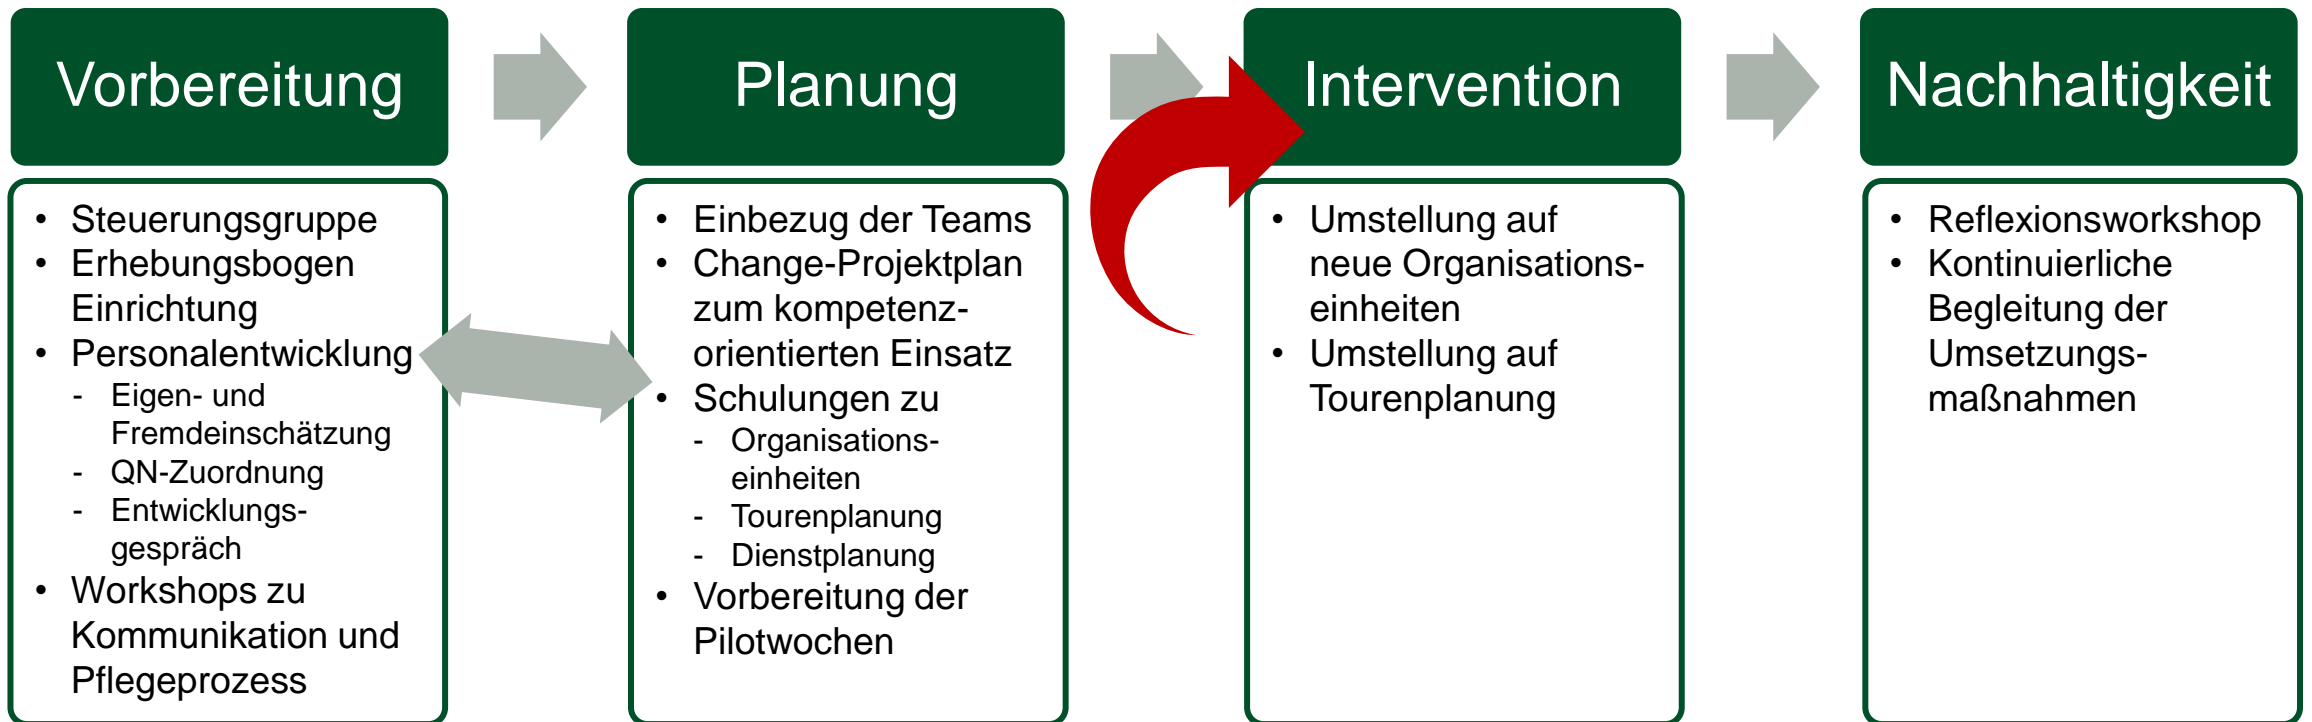 Vorbereitung
Planung
Intervention
Nachhaltigkeit
• Steuerungsgruppe
• Erhebungsbogen
Einrichtung
• Personalentwicklung
- Eigen- und
Fremdeinschätzung
- QN-Zuordnung
- Entwicklungs-
gespräch
• Workshops zu
Kommunikation und
Pflegeprozess
• Einbezug der Teams
• Change-Projektplan
zum kompetenz-
orientierten Einsatz
• Schulungen zu
- Organisations-
einheiten
- Tourenplanung
- Dienstplanung
• Vorbereitung der
Pilotwochen
• Umstellung auf
neue Organisations-
einheiten
• Umstellung auf
Tourenplanung
• Reflexionsworkshop
• Kontinuierliche
Begleitung der
Umsetzungs-
maßnahmen